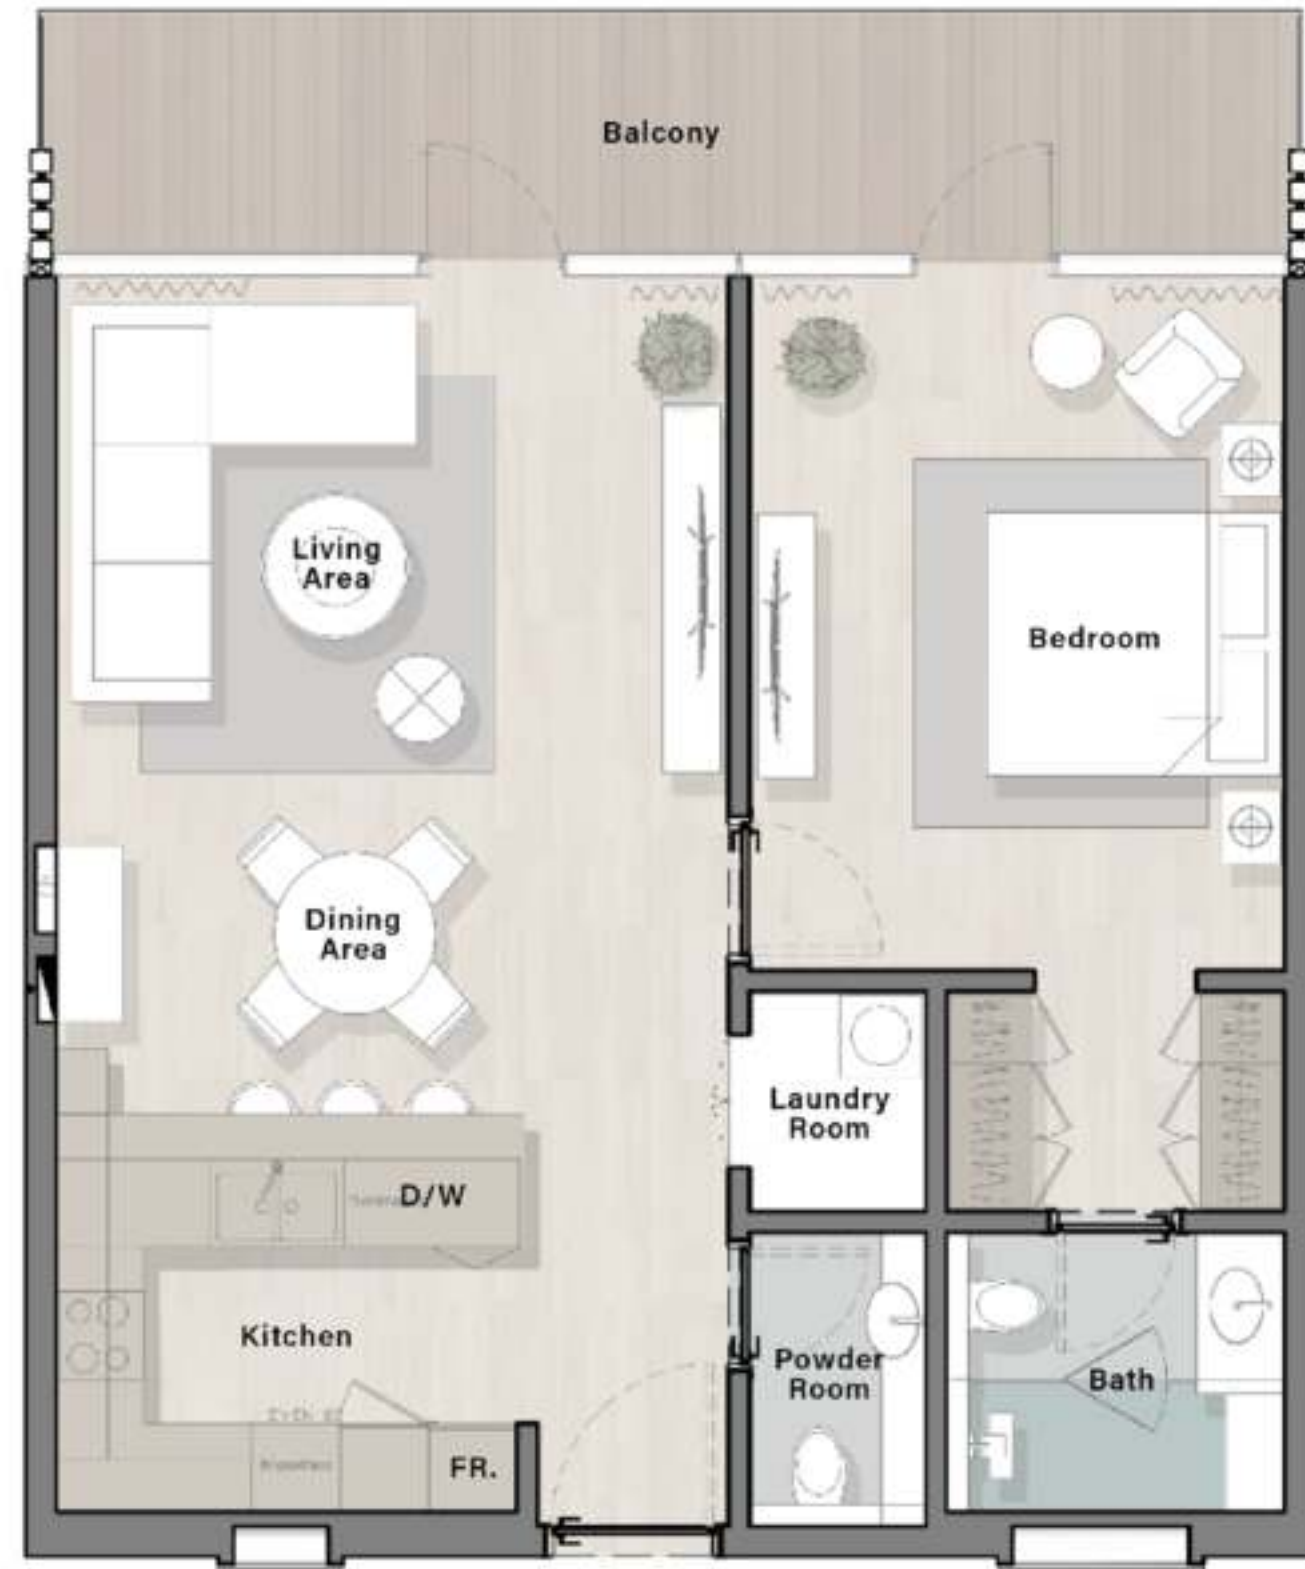 Balcony
Living
Area
Bedroom
Dining
Area
Laundry
Room
D/W
Kitchen
Powder
Room
Bath
FR.